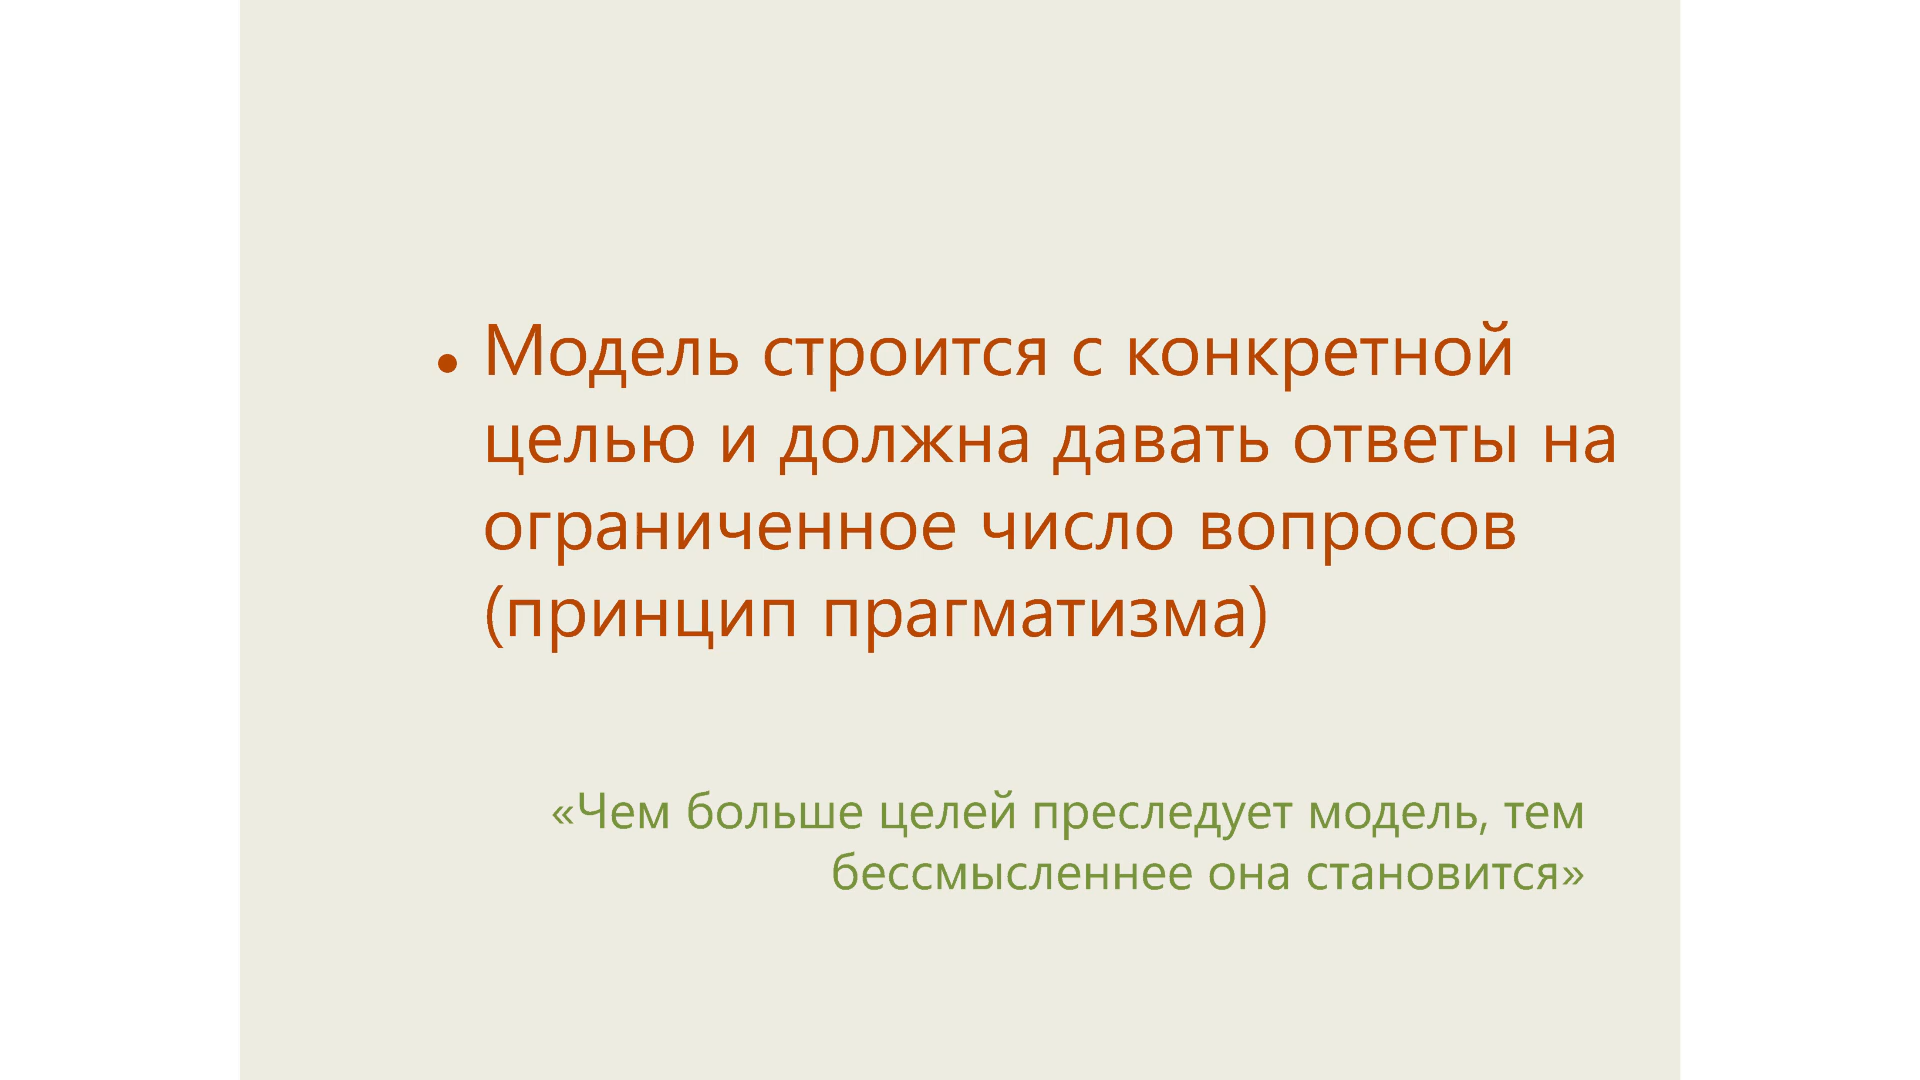 • Модель строится с конкретной
целью и должна давать ответы на
ограниченное число вопросов
(принцип прагматизма)
«Чем больше целей преследует модель, тем
бессмысленнее она становится»